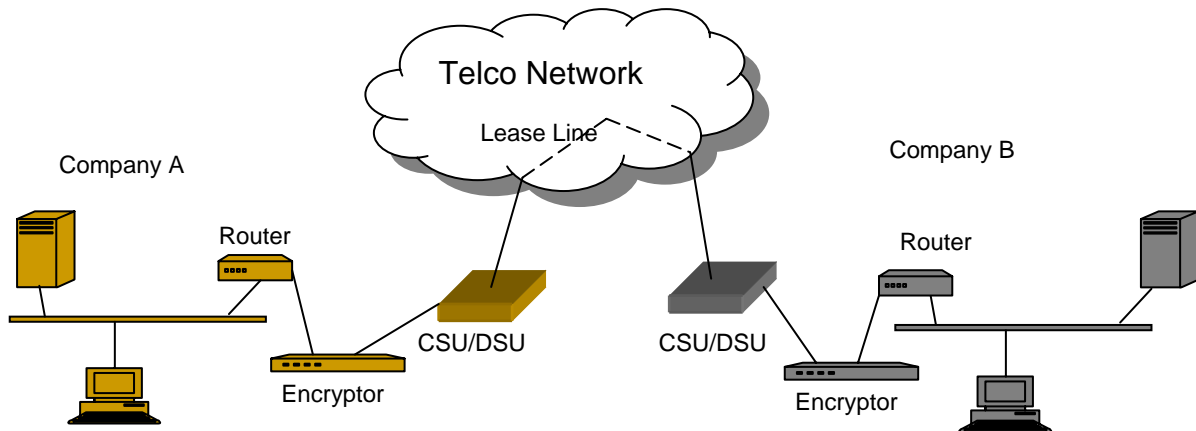 Telco Network
Lease Line
Company A
Company B
Router
Router
CSU/DSU
CSU/DSU
Encryptor
Encryptor